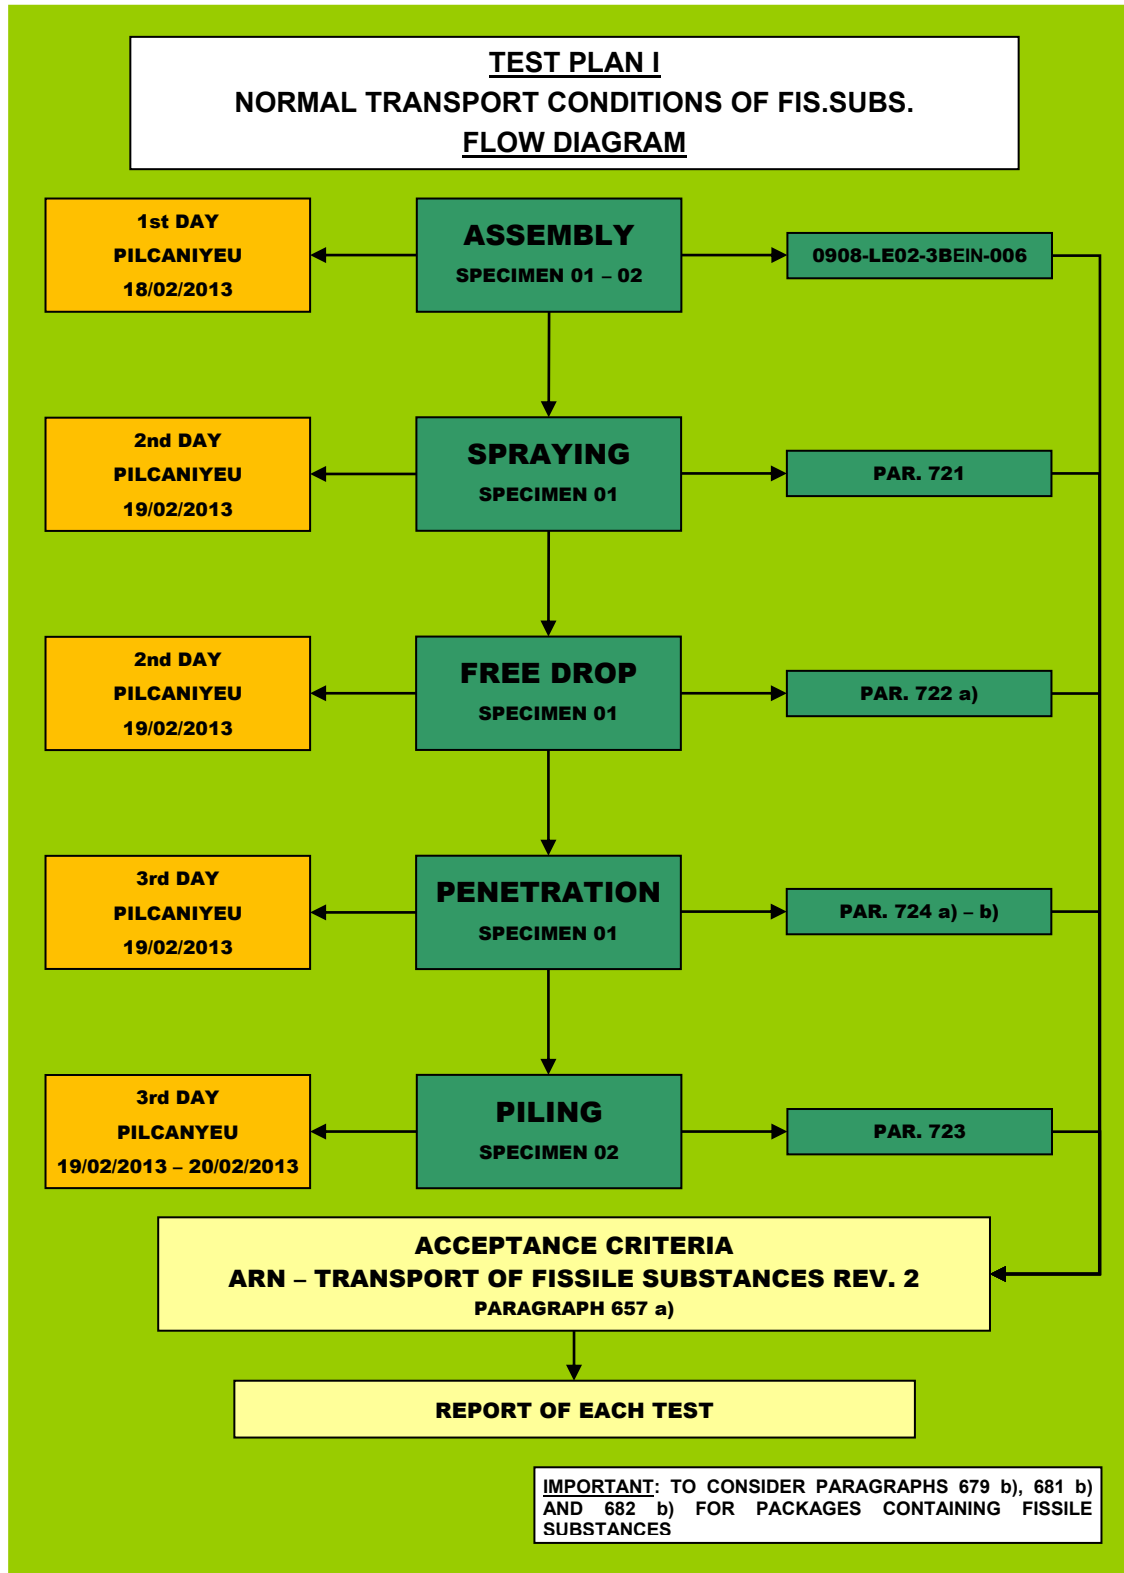 TEST PLAN I
NORMAL TRANSPORT CONDITIONS OF FIS.SUBS.
FLOW DIAGRAM
1st DAY
PILCANIYEU
18/02/2013
ASSEMBLY
SPECIMEN 01 – 02
0908-LE02-3BEIN-006
2nd DAY
PILCANIYEU
19/02/2013
SPRAYING
SPECIMEN 01
PAR. 721
2nd DAY
PILCANIYEU
19/02/2013
FREE DROP
SPECIMEN 01
PAR. 722 a)
3rd DAY
PILCANIYEU
19/02/2013
PENETRATION
SPECIMEN 01
PAR. 724 a) – b)
3rd DAY
PILCANYEU
19/02/2013 – 20/02/2013
PILING
SPECIMEN 02
PAR. 723
ACCEPTANCE CRITERIA
ARN – TRANSPORT OF FISSILE SUBSTANCES REV. 2
PARAGRAPH 657 a)
REPORT OF EACH TEST
IMPORTANT: TO CONSIDER PARAGRAPHS 679 b), 681 b)
AND 682 b) FOR PACKAGES CONTAINING FISSILE
SUBSTANCES